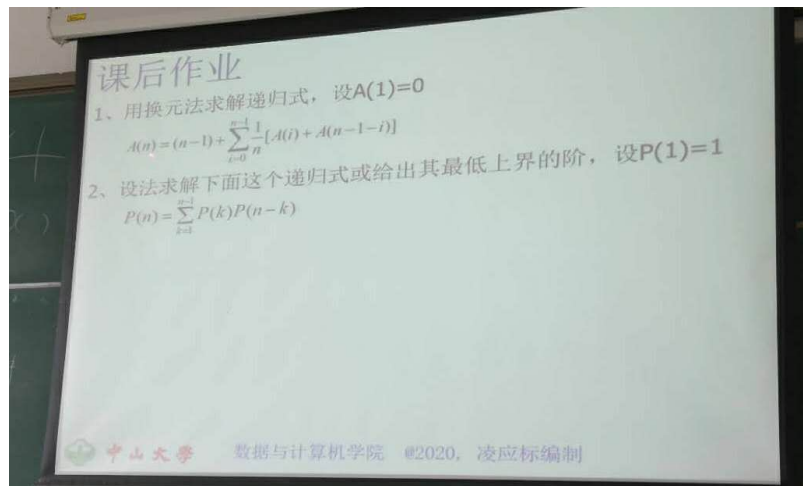 课后作业
1、用换元法求解递归式，设A(1)=0
A(n)=(n-1)+∑_{i=0}^{n-1} 1/n [A(i)+A(n-1-i)]
2、设法求解下面这个递归式或给出其最低上界的阶，设P(1)=1
P(n)=∑_{k=1}^{n-1} P(k)P(n-k)
中山大學 数据与计算机学院 @2020，凌应标编制